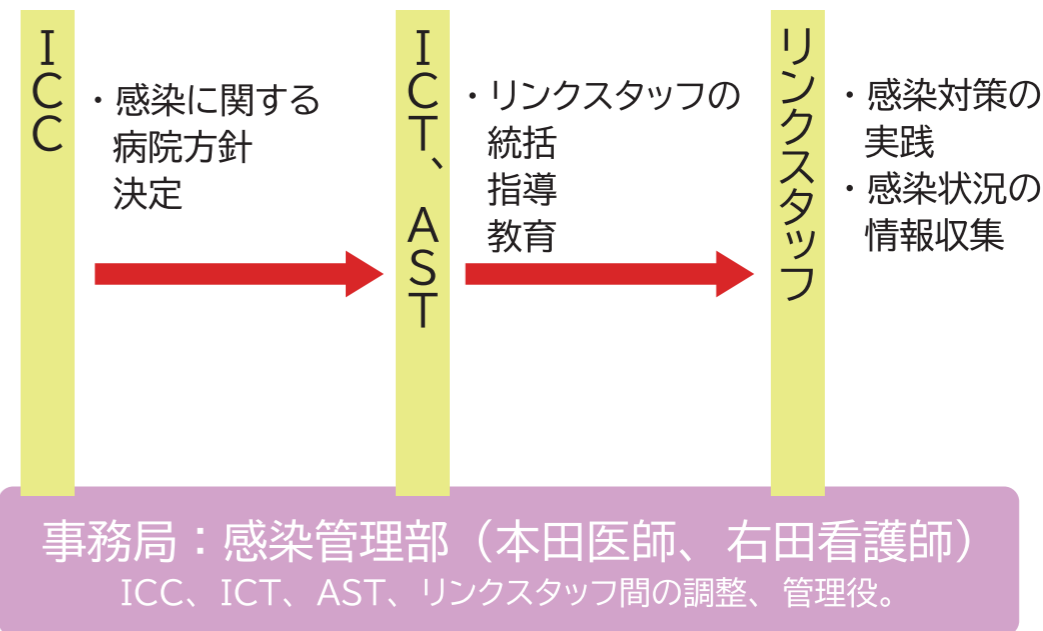 ICC
・感染に関する
病院方針
決定
ICT、AST
・リンクスタッフの
統括
指導
教育
リンクスタッフ
・感染対策の
実践
・感染状況の
情報収集
事務局：感染管理部（本田医師、右田看護師）
ICC、ICT、AST、リンクスタッフ間の調整、管理役。